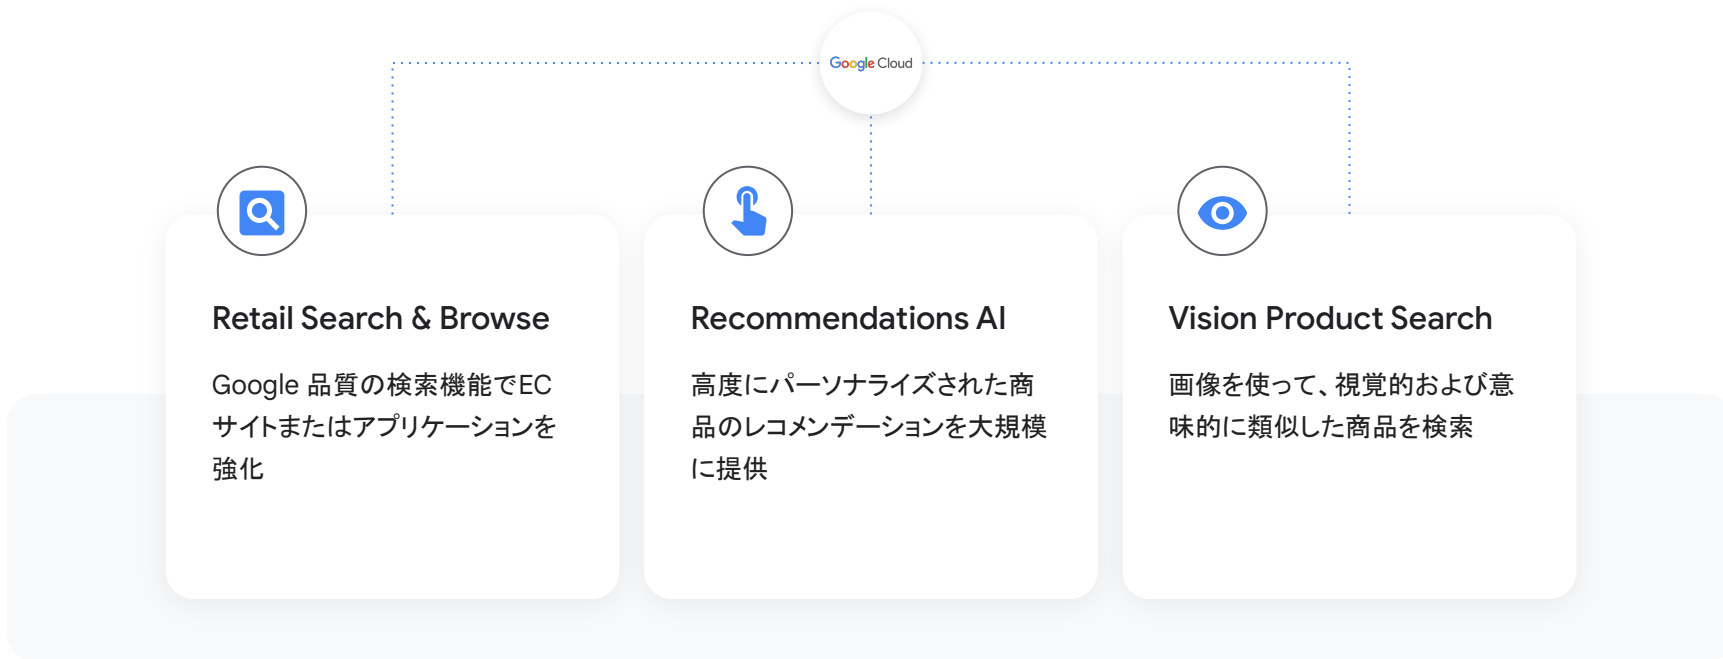 Google Cloud
Retail Search & Browse
Google 品質の検索機能でEC
サイトまたはアプリケーションを
強化
Recommendations AI
高度にパーソナライズされた商
品のレコメンデーションを大規模
に提供
Vision Product Search
画像を使って、視覚的および意
味的に類似した商品を検索